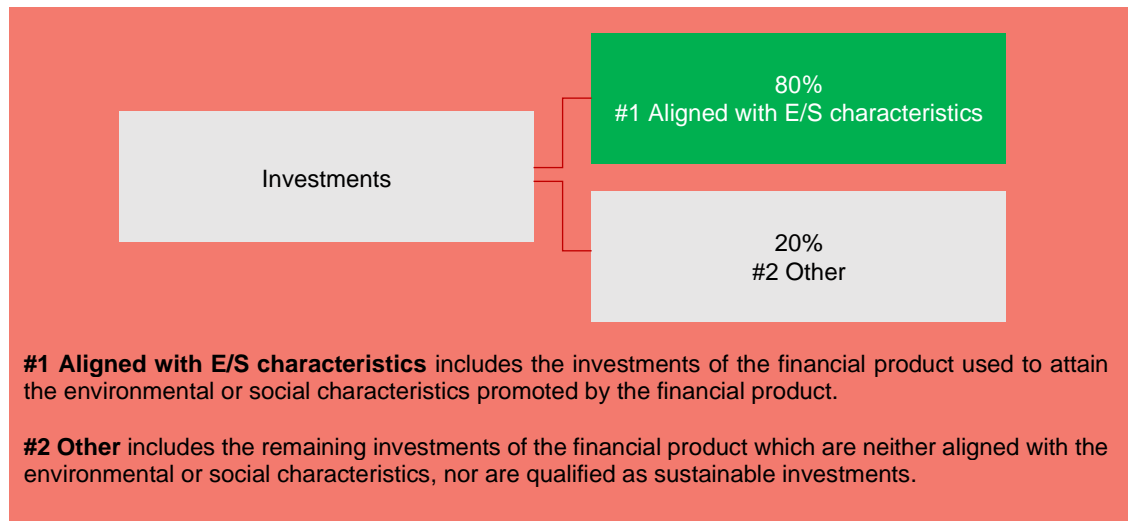 80%
#1 Aligned with E/S characteristics
Investments
20%
#2 Other
#1 Aligned with E/S characteristics includes the investments of the financial product used to attain
the environmental or social characteristics promoted by the financial product.
#2 Other includes the remaining investments of the financial product which are neither aligned with the
environmental or social characteristics, nor are qualified as sustainable investments.